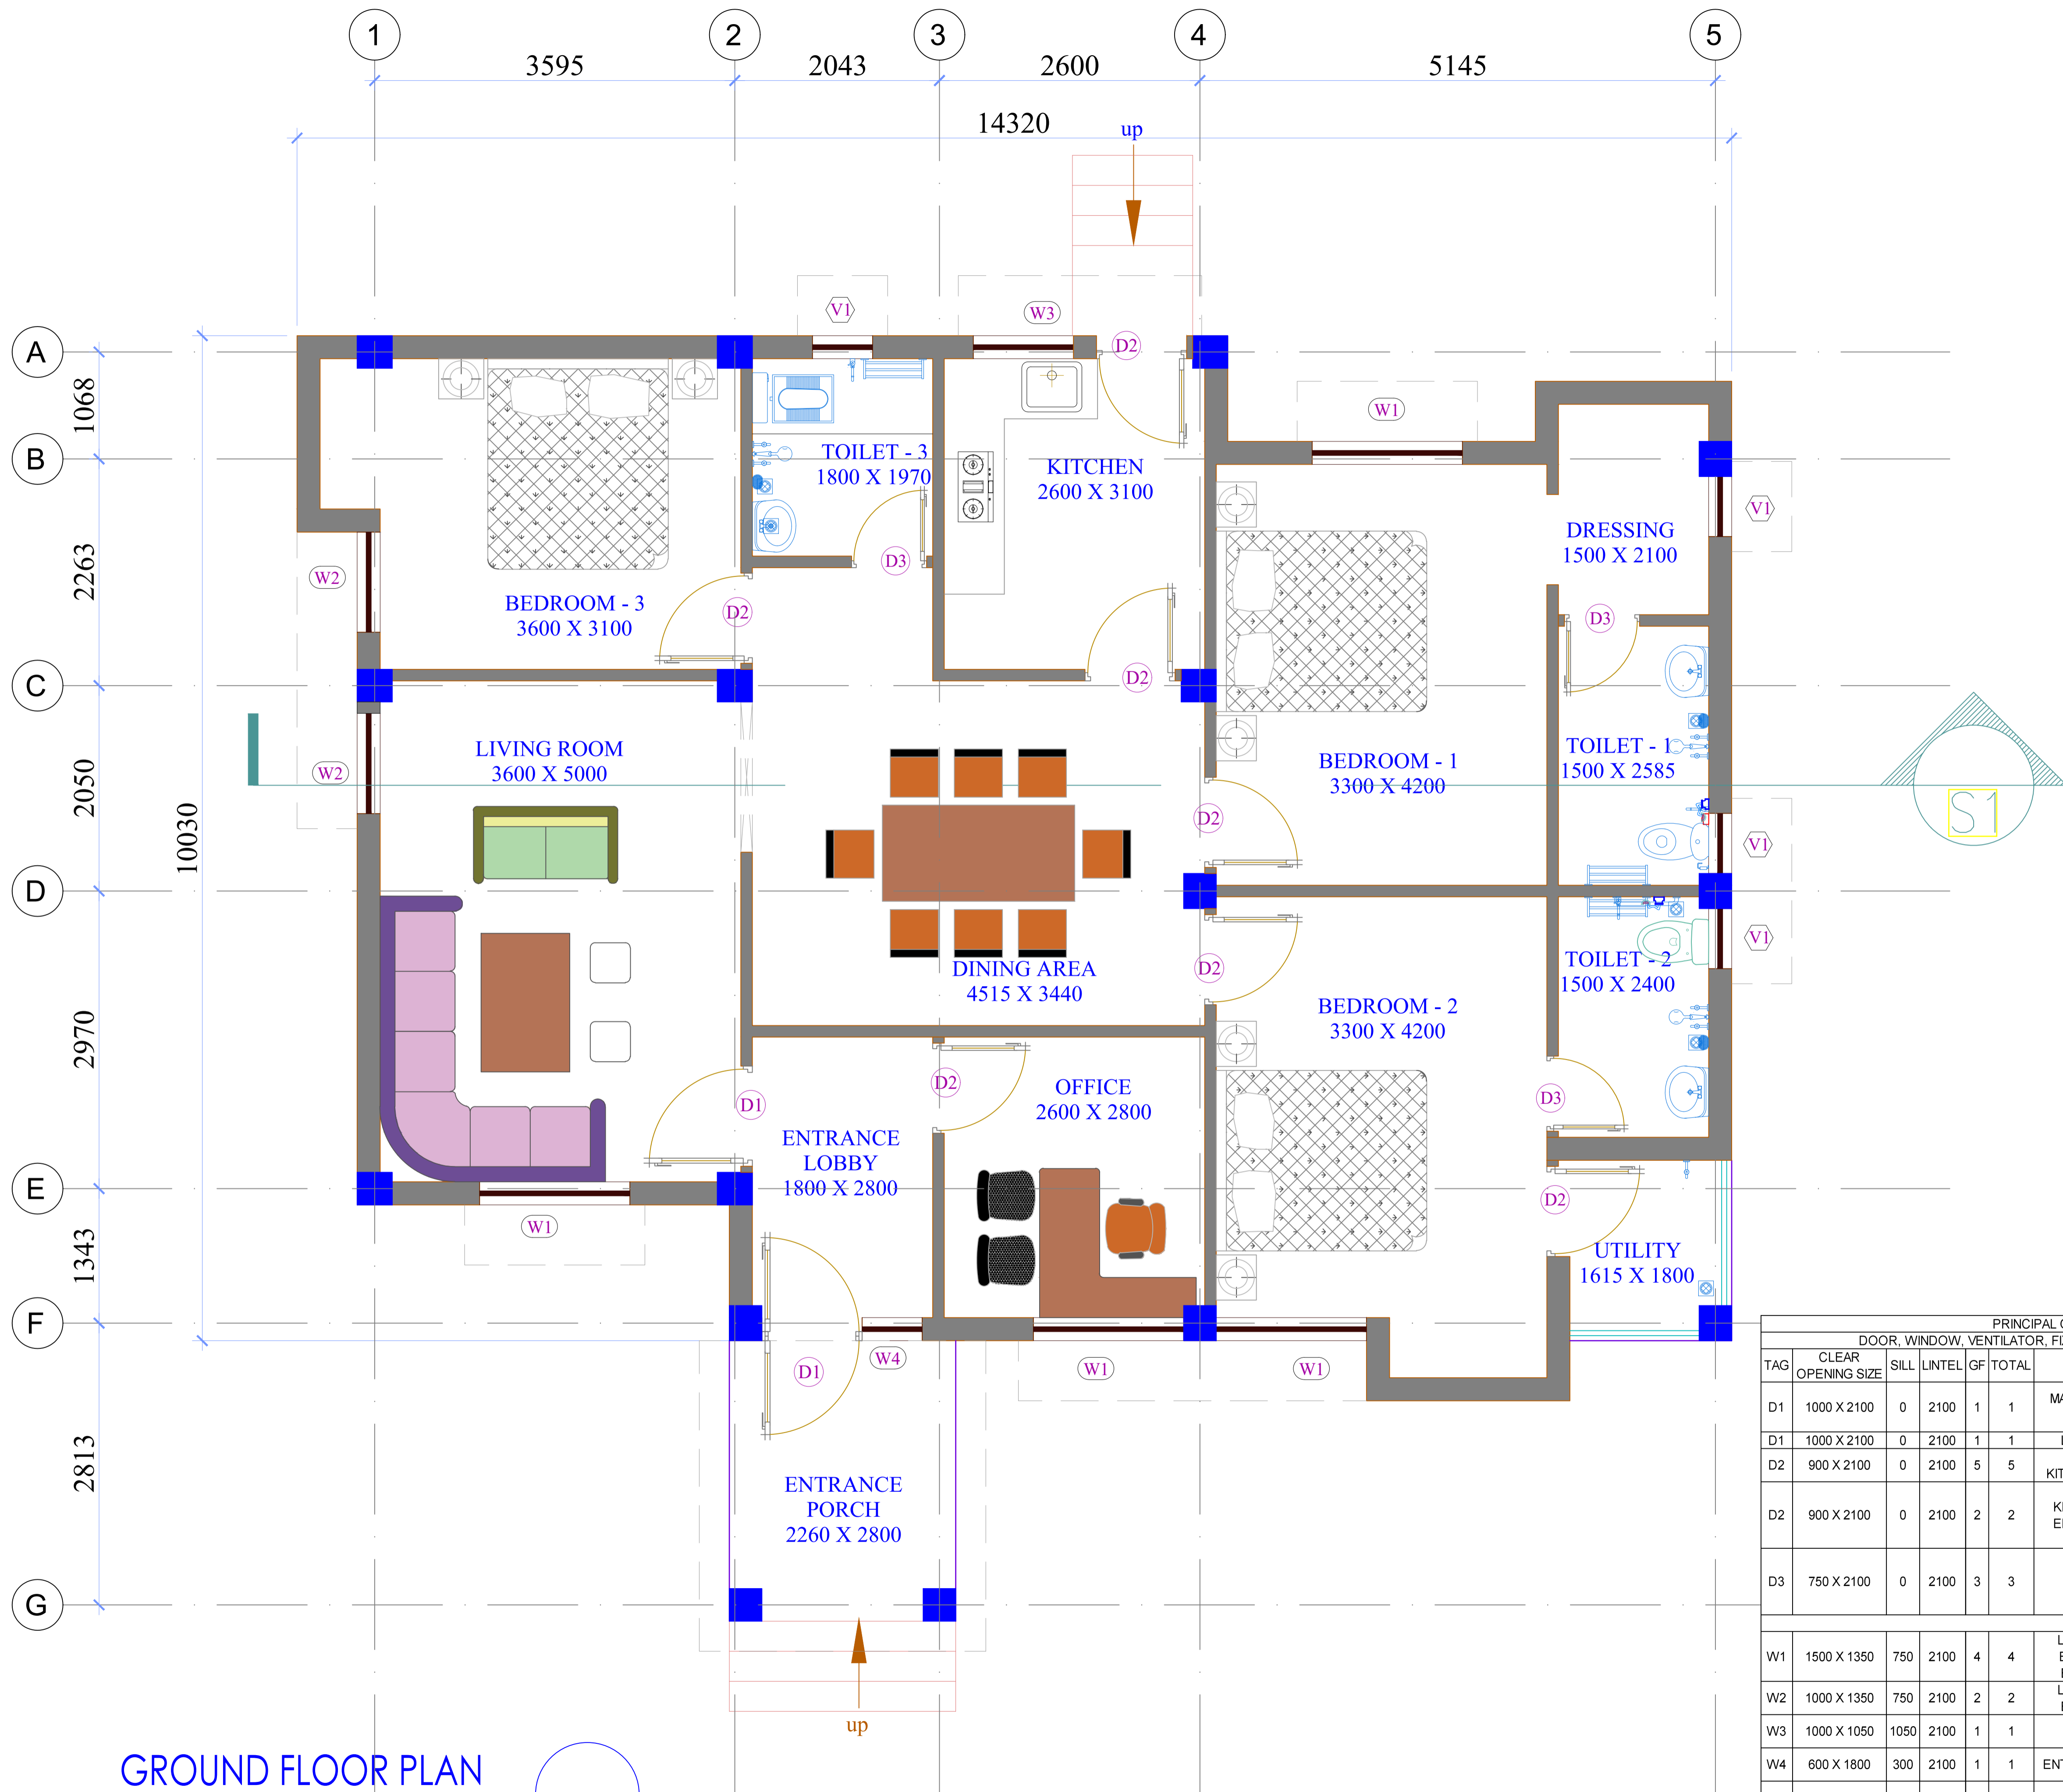 1
2
3
4
5
3595
2043
2600
5145
14320
up
A
B
C
D
E
F
G
1068
2263
2050
2970
1343
2813
10030
V1
W3
D2
W1
TOILET - 3
1800 X 1970
KITCHEN
2600 X 3100
V1
DRESSING
1500 X 2100
D3
W2
BEDROOM - 3
3600 X 3100
D2
D3
D2
LIVING ROOM
3600 X 5000
W2
BEDROOM - 1
3300 X 4200
TOILET - 1
1500 X 2585
D2
S1
V1
V1
DINING AREA
4515 X 3440
D2
TOILET - 2
1500 X 2400
BEDROOM - 2
3300 X 4200
D1
D2
OFFICE
2600 X 2800
D3
ENTRANCE
LOBBY
1800 X 2800
W1
D2
UTILITY
1615 X 1800
D1
W4
W1
W1
ENTRANCE
PORCH
2260 X 2800
up
GROUND FLOOR PLAN
PRINCIPAL
DOOR, WINDOW, VENTILATOR,
TAG CLEAR OPENING SIZE SILL LINTEL GF TOTAL
D1 1000 X 2100 0 2100 1 1
D1 1000 X 2100 0 2100 1 1
D2 900 X 2100 0 2100 5 5
D2 900 X 2100 0 2100 2 2
D3 750 X 2100 0 2100 3 3
W1 1500 X 1350 750 2100 4 4
W2 1000 X 1350 750 2100 2 2
W3 1000 X 1050 1050 2100 1 1
W4 600 X 1800 300 2100 1 1